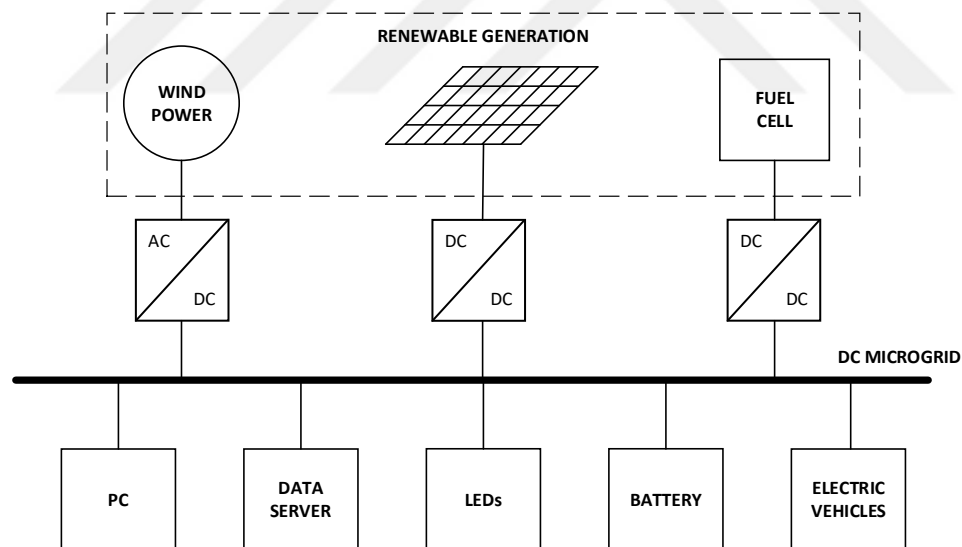 RENEWABLE GENERATION
WIND
POWER
FUEL
CELL
AC
DC
DC
DC
DC
DC
DC MICROGRID
PC
DATA
SERVER
LEDs
BATTERY
ELECTRIC
VEHICLES